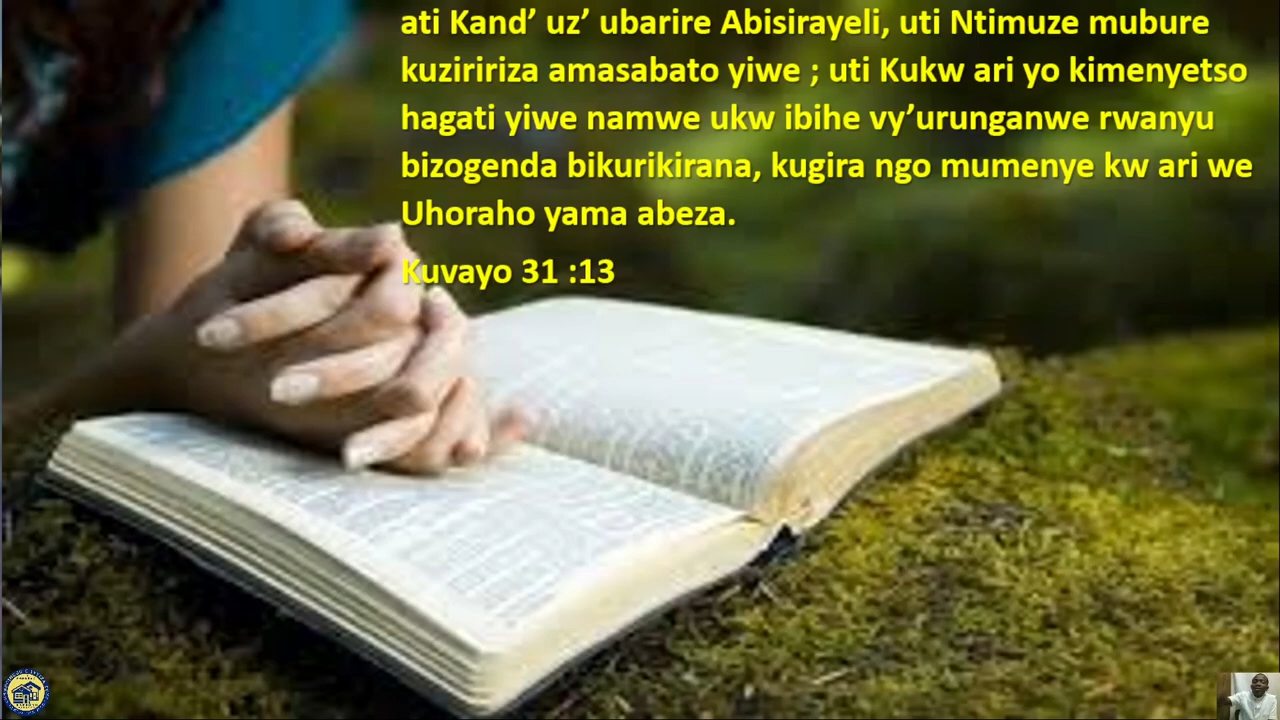 ati Kand’ uz’ ubarire Abisirayeli, uti Ntimuze mubure
kuziririza amasabato yiwe ; uti Kukw ari yo kimenyetso
hagati yiwe namwe ukw ibihe vy’urunganwe rwanyu
bizogenda bikurikirana, kugira ngo mumenye kw ari we
Uhoraho yama abeza.
Kuvayo 31 :13